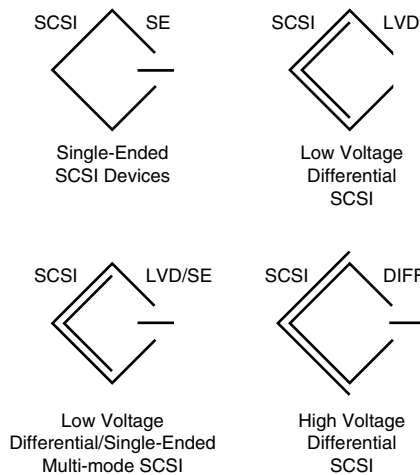 SCSI SE
Single-Ended
SCSI Devices
SCSI LVD
Low Voltage
Differential
SCSI
SCSI LVD/SE
Low Voltage
Differential/Single-Ended
Multi-mode SCSI
SCSI DIFF
High Voltage
Differential
SCSI